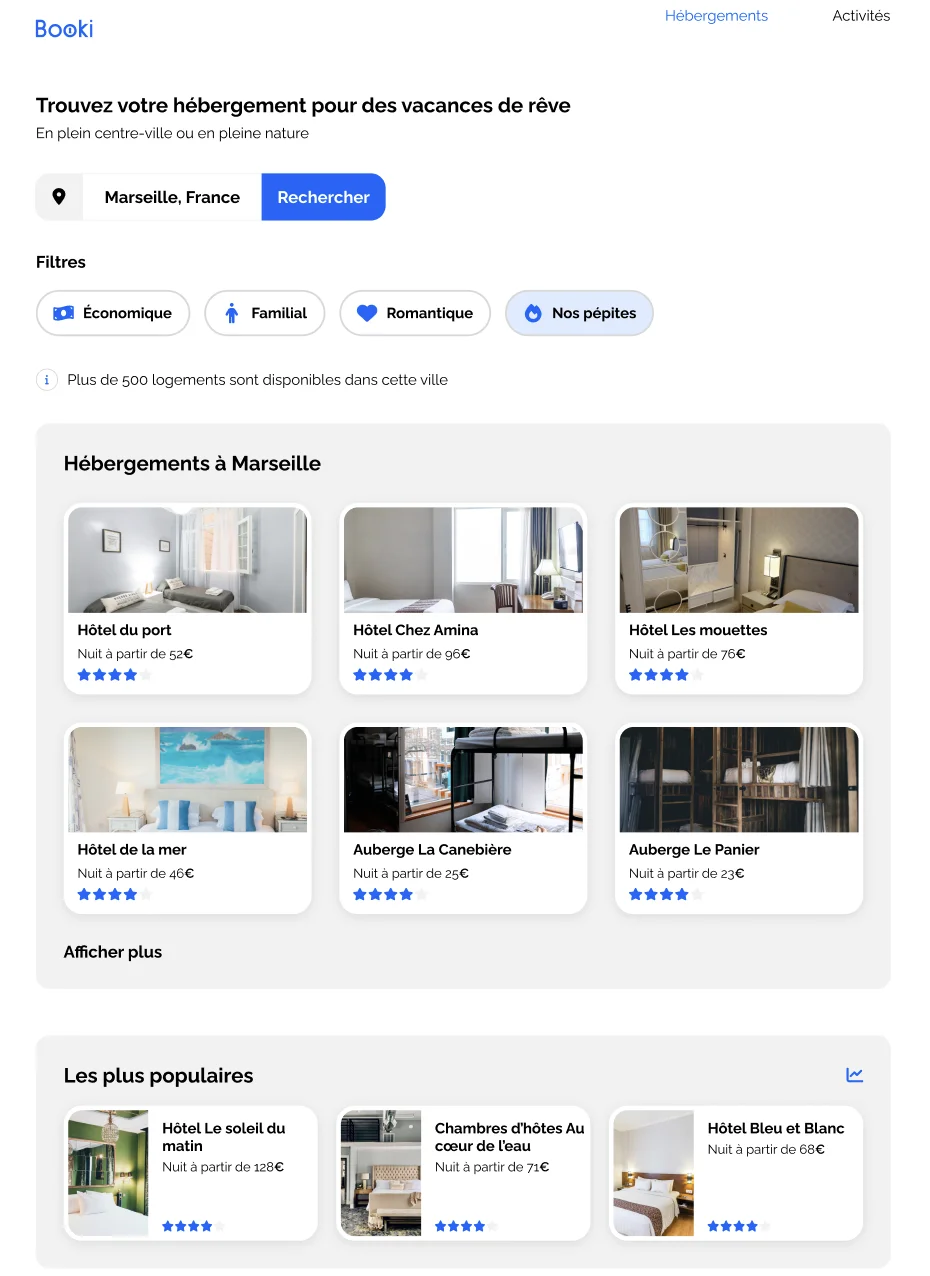 Booki
Hébergements
Activités
Trouvez votre hébergement pour des vacances de rêve
En plein centre-ville ou en pleine nature
Marseille, France
Rechercher
Filtres
Économique
Familial
Romantique
Nos pépites
Plus de 500 logements sont disponibles dans cette ville
Hébergements à Marseille
Hôtel du port
Nuit à partir de 52€
Hôtel Chez Amina
Nuit à partir de 96€
Hôtel Les mouettes
Nuit à partir de 76€
Hôtel de la mer
Nuit à partir de 46€
Auberge La Canebière
Nuit à partir de 25€
Auberge Le Panier
Nuit à partir de 23€
Afficher plus
Les plus populaires
Hôtel Le soleil du
matin
Nuit à partir de 128€
Chambres d'hôtes Au
cœur de l'eau
Nuit à partir de 71€
Hôtel Bleu et Blanc
Nuit à partir de 68€